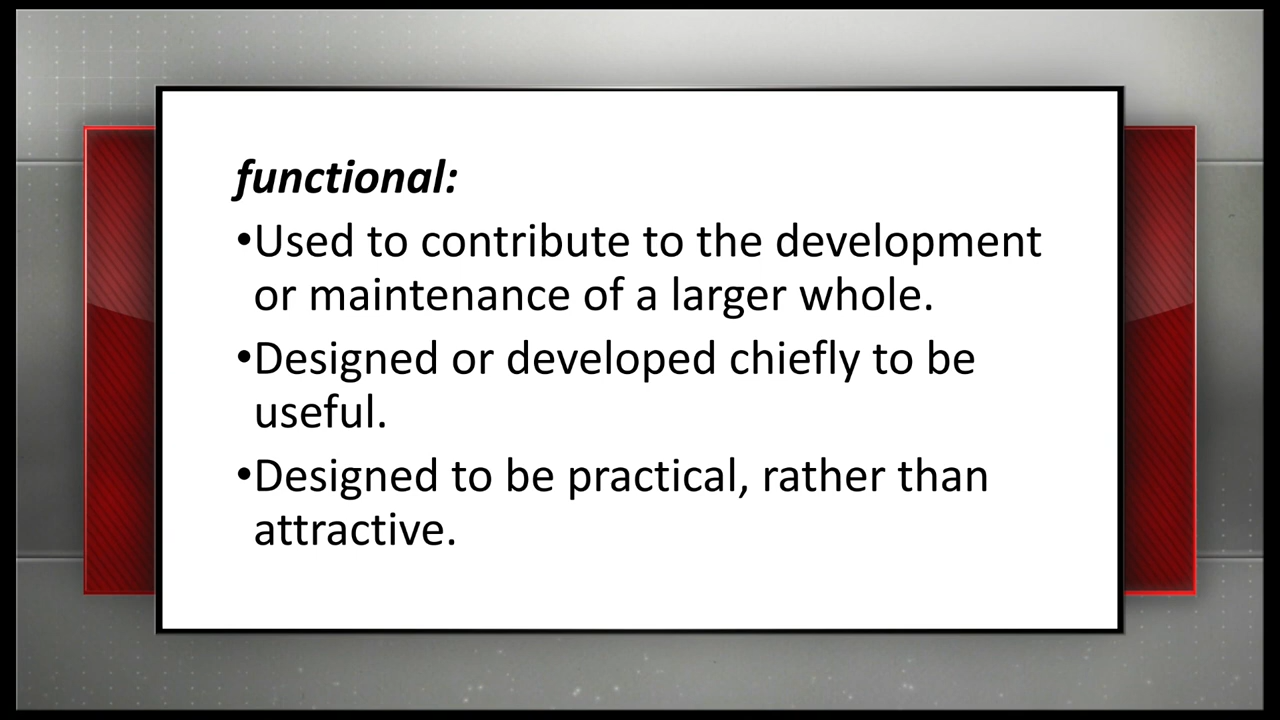 functional:
•Used to contribute to the development
or maintenance of a larger whole.
•Designed or developed chiefly to be
useful.
•Designed to be practical, rather than
attractive.